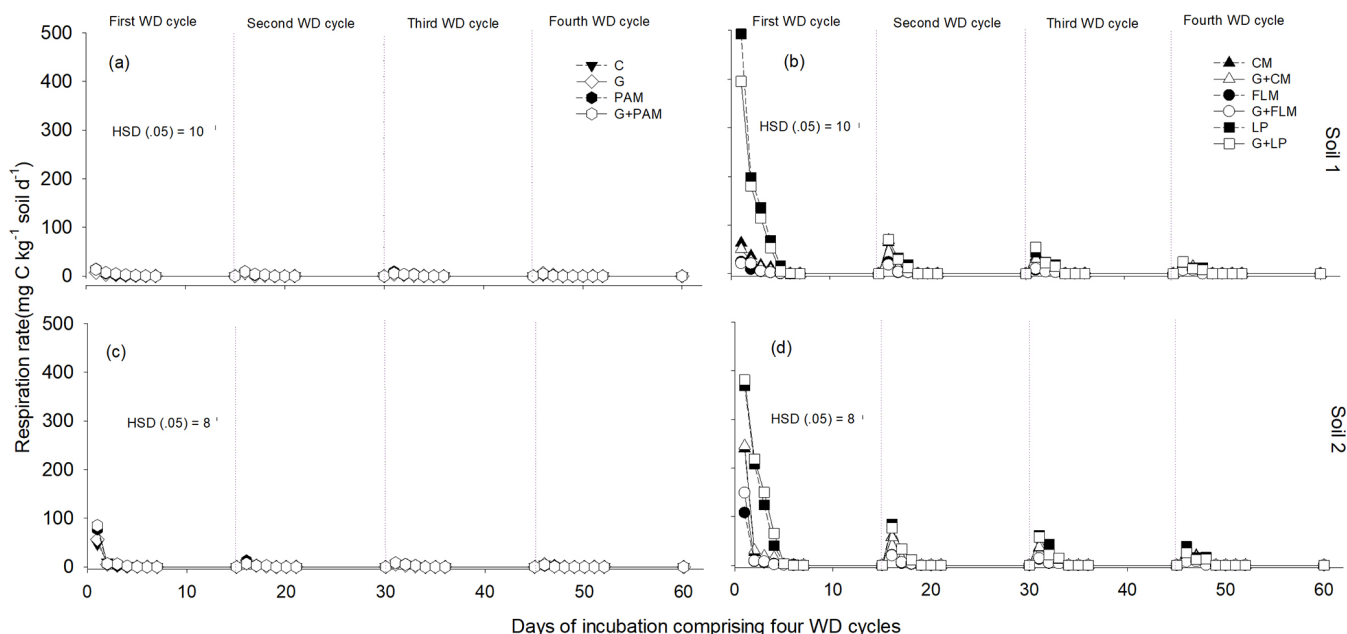 First WD cycle
Second WD cycle
Third WD cycle
Fourth WD cycle
First WD cycle
Second WD cycle
Third WD cycle
Fourth WD cycle
500
400
300
200
100
0
(a)
C
G
PAM
G+PAM
HSD (.05) = 10
(b)
CM
G+CM
FLM
G+FLM
LP
G+LP
HSD (.05) = 10
Soil 1
Respiration rate(mg C kg⁻¹ soil d⁻¹)
500
400
300
200
100
0
(c)
HSD (.05) = 8
(d)
HSD (.05) = 8
Soil 2
0 10 20 30 40 50 60
0 10 20 30 40 50 60
Days of incubation comprising four WD cycles